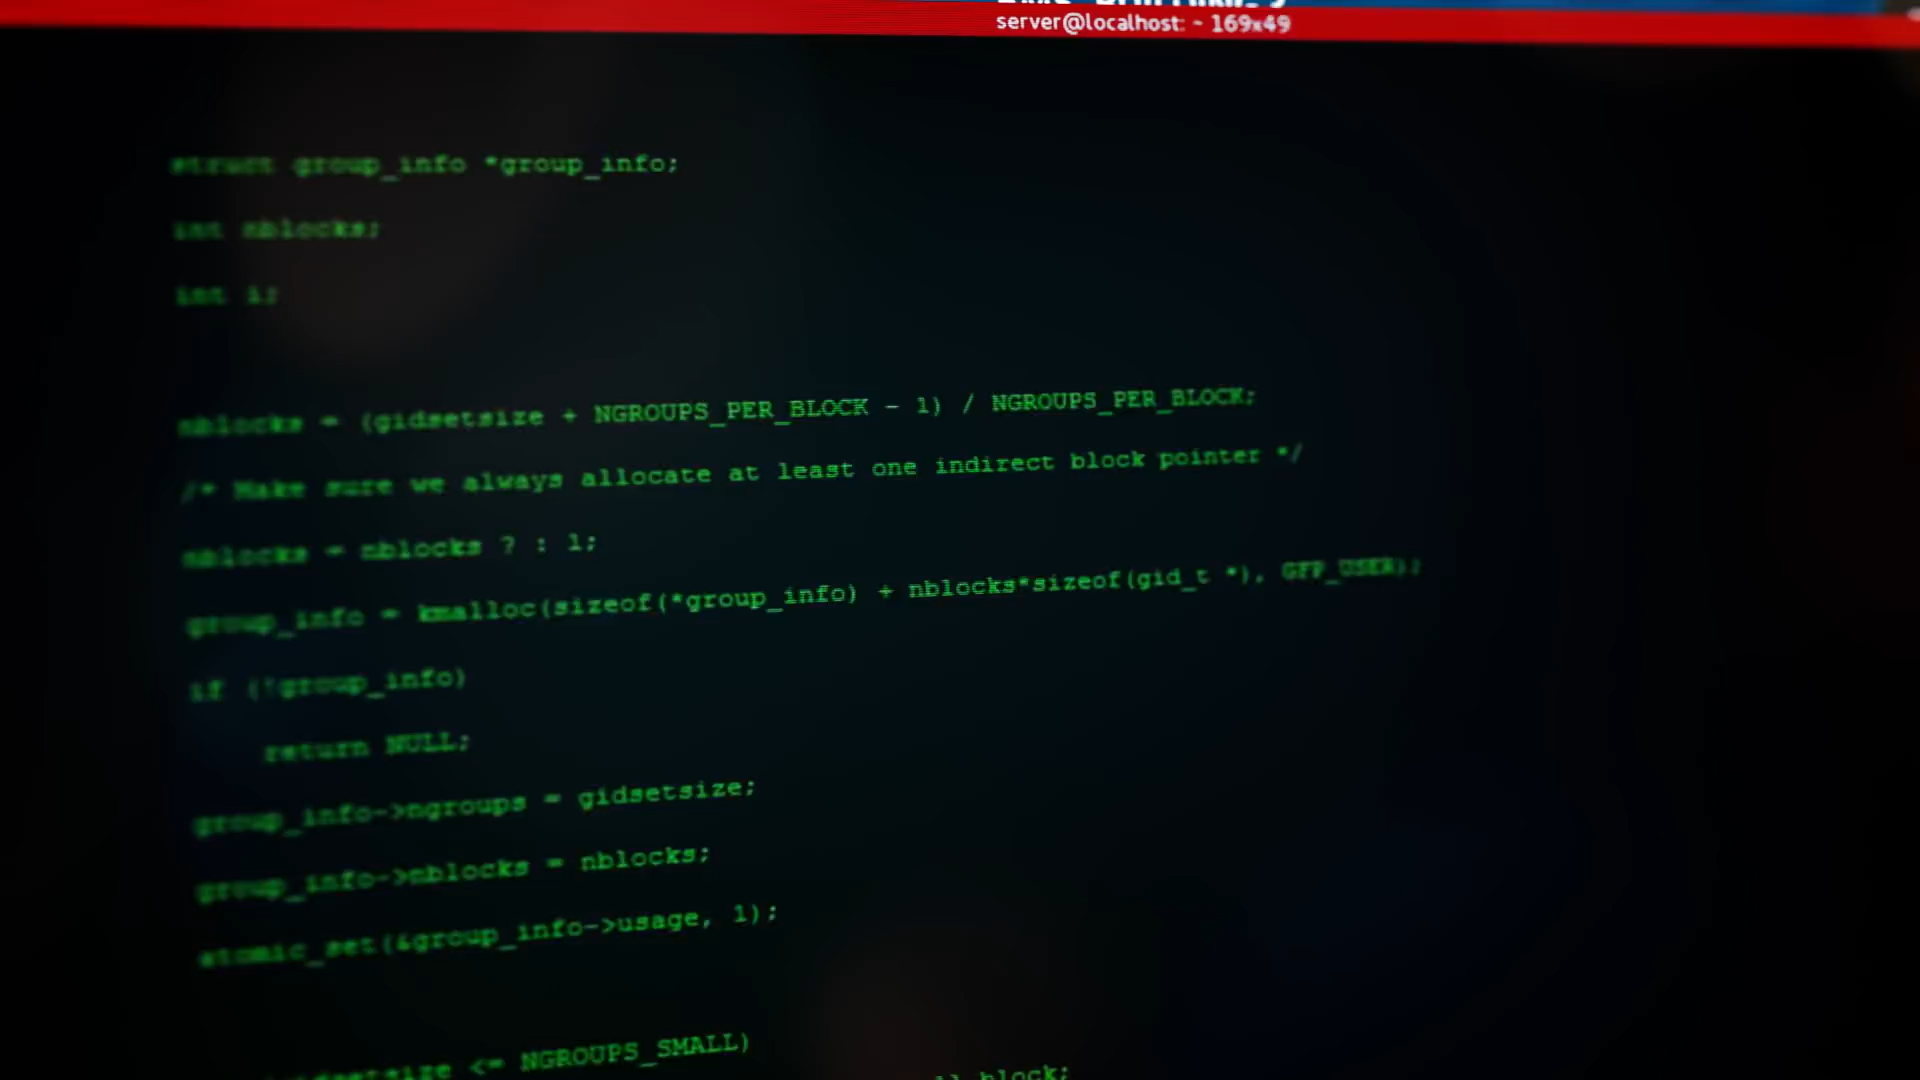 server@localhost: ~ 169x49
struct group_info *group_info;
int nblocks;
int i;
nblocks = (gidsetsize + NGROUPS_PER_BLOCK - 1) / NGROUPS_PER_BLOCK;
/* Make sure we always allocate at least one indirect block pointer */
nblocks = nblocks ? : 1;
group_info = kmalloc(sizeof(*group_info) + nblocks*sizeof(gid_t *), GFP_USER);
if (!group_info)
return NULL;
group_info->ngroups = gidsetsize;
group_info->nblocks = nblocks;
atomic_set(&group_info->usage, 1);
gidsetsize <= NGROUPS_SMALL)
block;